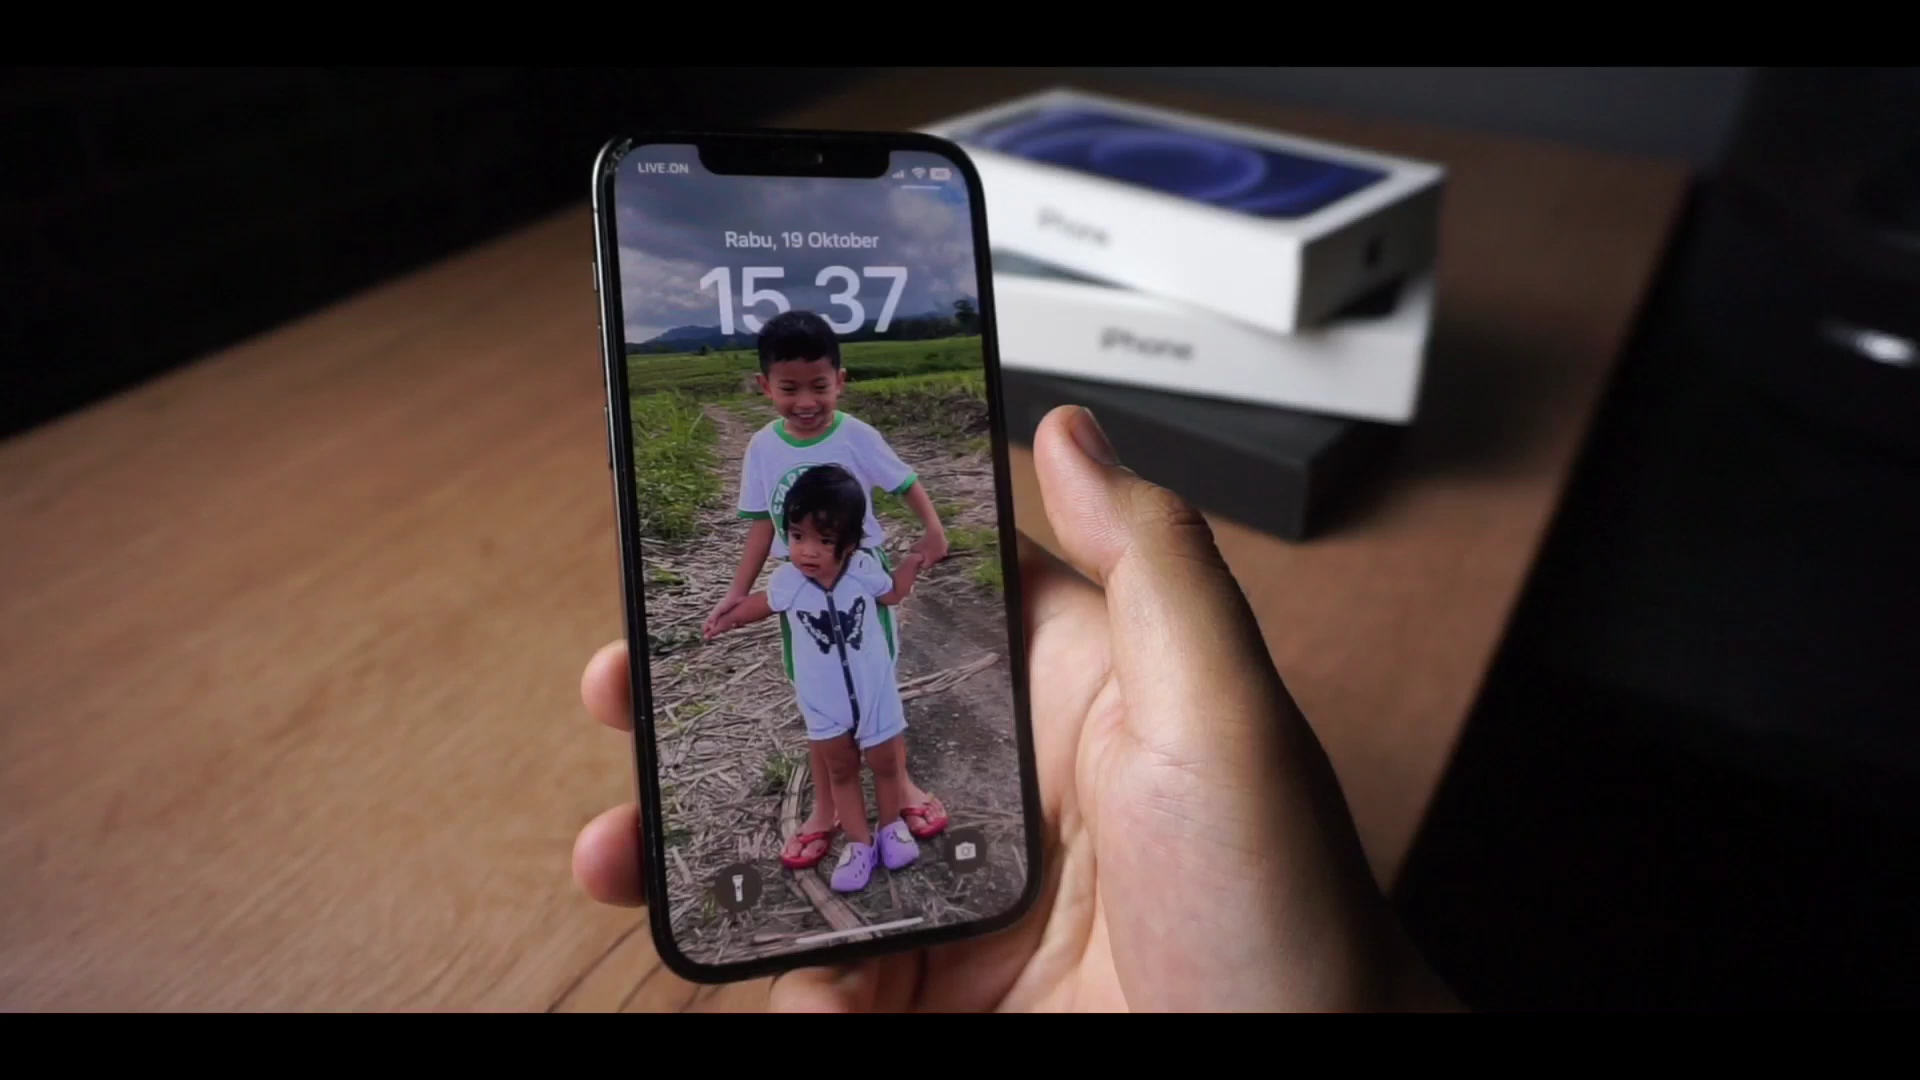 LIVE.ON
Rabu, 19 Oktober
15.37
iPhone
iPhone